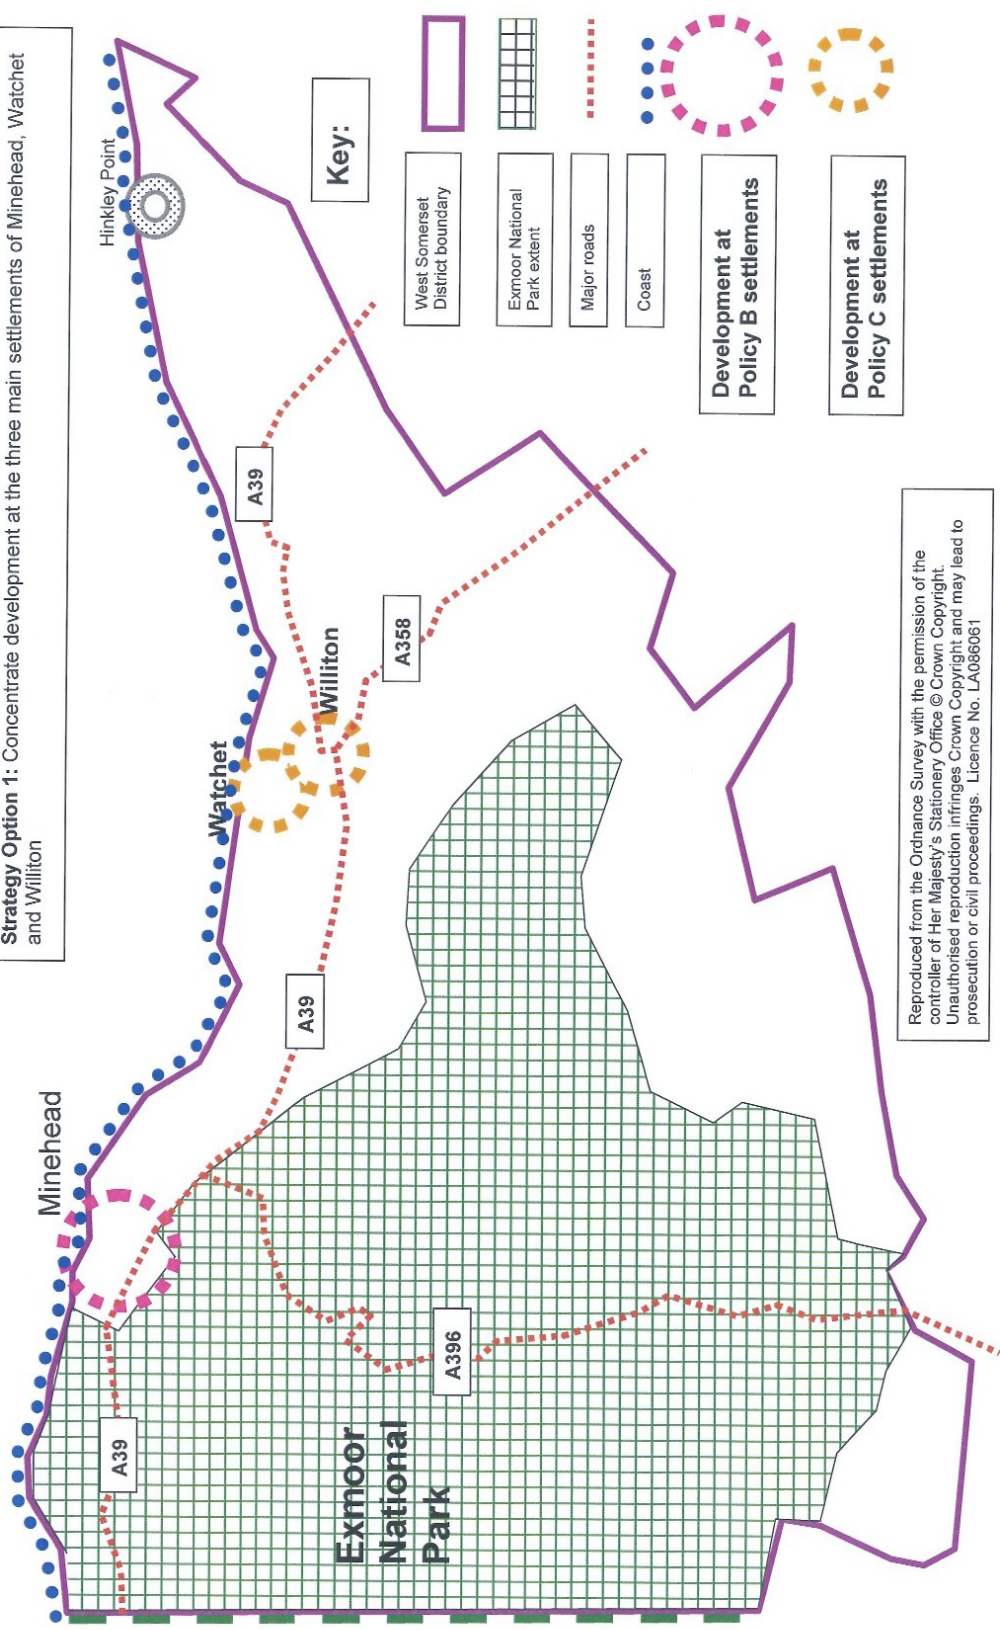 Strategy Option 1: Concentrate development at the three main settlements of Minehead, Watchet
and Williton
Hinkley Point
Minehead
Watchet
Williton
A39
A39
A39
A358
A396
Exmoor
National
Park
Key:
West Somerset
District boundary
Exmoor National
Park extent
Major roads
Coast
Development at
Policy B settlements
Development at
Policy C settlements
Reproduced from the Ordnance Survey with the permission of the
controller of Her Majesty's Stationery Office © Crown Copyright.
Unauthorised reproduction infringes Crown Copyright and may lead to
prosecution or civil proceedings. Licence No. LA086061